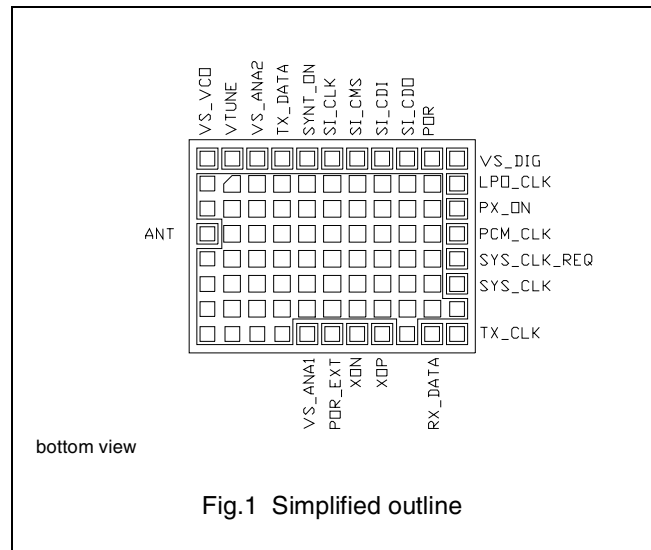 VS_VCO
VTUNE
VS_ANA2
TX_DATA
SYNT_ON
SI_CLK
SI_CMS
SI_CDI
SI_CDO
POR
VS_DIG
LPO_CLK
PX_ON
ANT
PCM_CLK
SYS_CLK_REQ
SYS_CLK
TX_CLK
VS_ANA1
POR_EXT
XON
XOP
RX_DATA
bottom view
Fig.1 Simplified outline